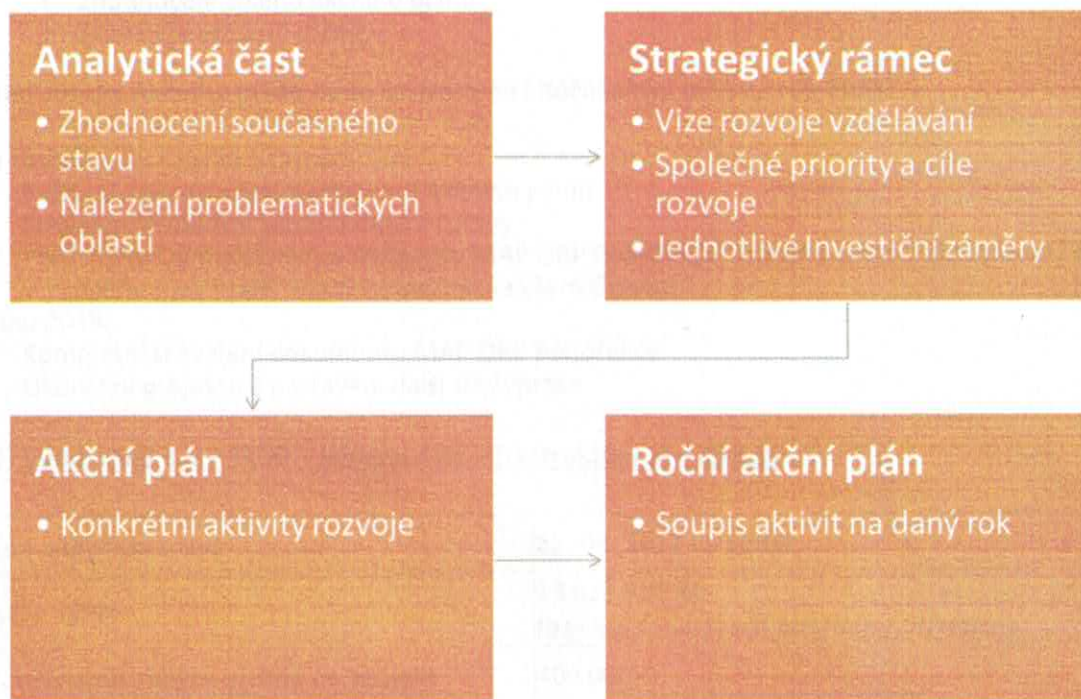 Analytická část
• Zhodnocení současného
stavu
• Nalezení problematických
oblastí
Strategický rámec
• Vize rozvoje vzdělávání
• Společné priority a cíle
rozvoje
• Jednotlivé investiční záměry
Akční plán
• Konkrétní aktivity rozvoje
Roční akční plán
• Soupis aktivit na daný rok